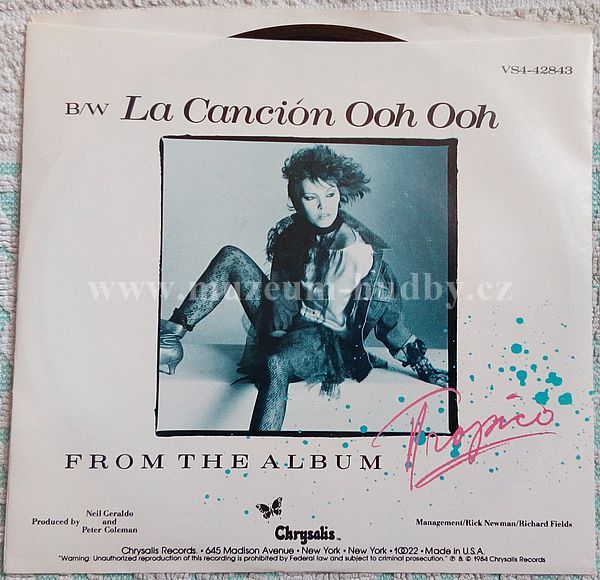 VS4-42843
B/W La Canción Ooh Ooh
www.muzeum-hudby.cz
FROM THE ALBUM Tropico
Produced by Neil Geraldo and Peter Coleman
Management/Rick Newman/Richard Fields
Chrysalis TM
Chrysalis Records. • 645 Madison Avenue • New York • New York • 10022 • Made in U.S.A.
"Warning: Unauthorized reproduction of this recording is prohibited by Federal law and subject to criminal prosecution." ℗ & © 1984 Chrysalis Records